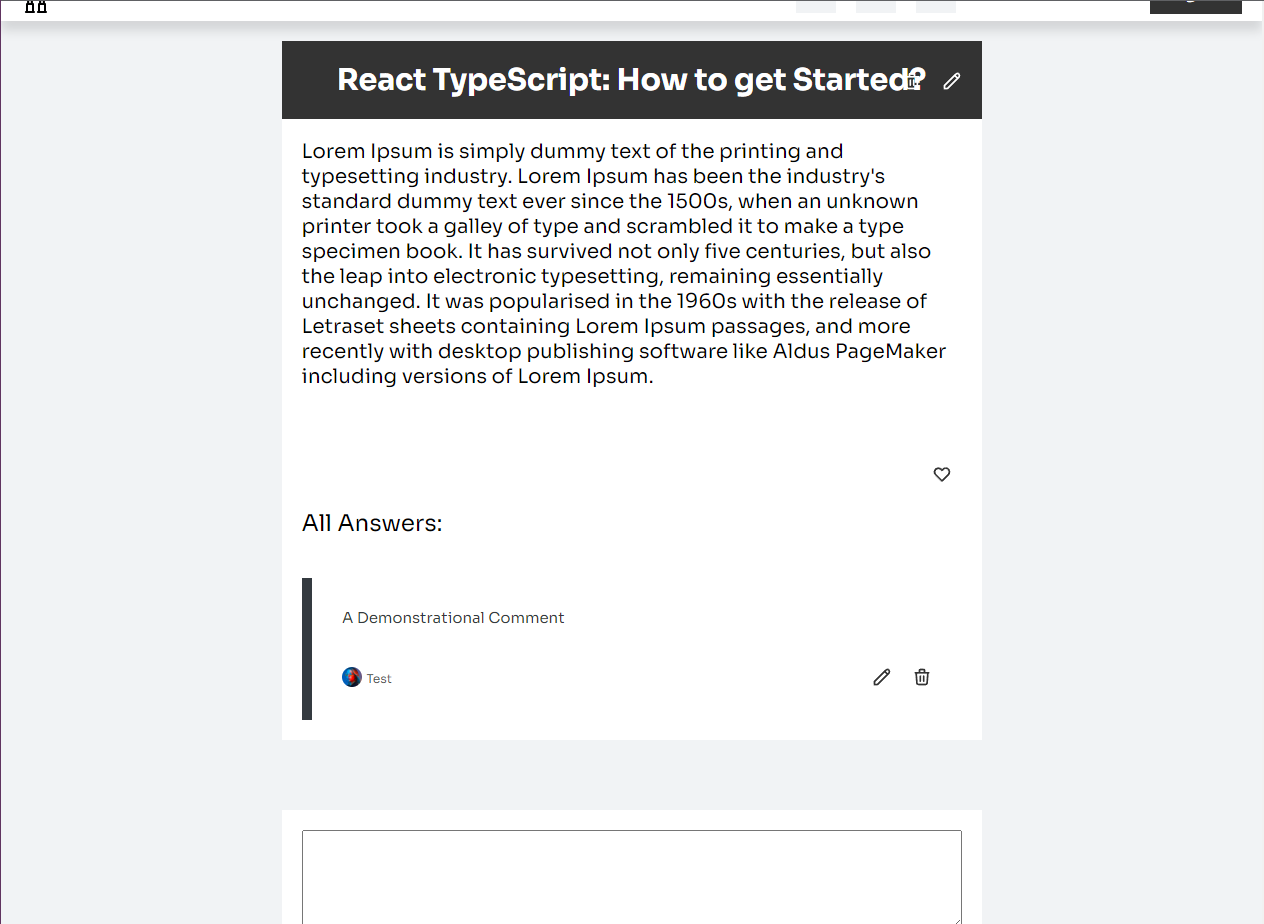 React TypeScript: How to get Started?
Lorem Ipsum is simply dummy text of the printing and
typesetting industry. Lorem Ipsum has been the industry's
standard dummy text ever since the 1500s, when an unknown
printer took a galley of type and scrambled it to make a type
specimen book. It has survived not only five centuries, but also
the leap into electronic typesetting, remaining essentially
unchanged. It was popularised in the 1960s with the release of
Letraset sheets containing Lorem Ipsum passages, and more
recently with desktop publishing software like Aldus PageMaker
including versions of Lorem Ipsum.
All Answers:
A Demonstrational Comment
Test